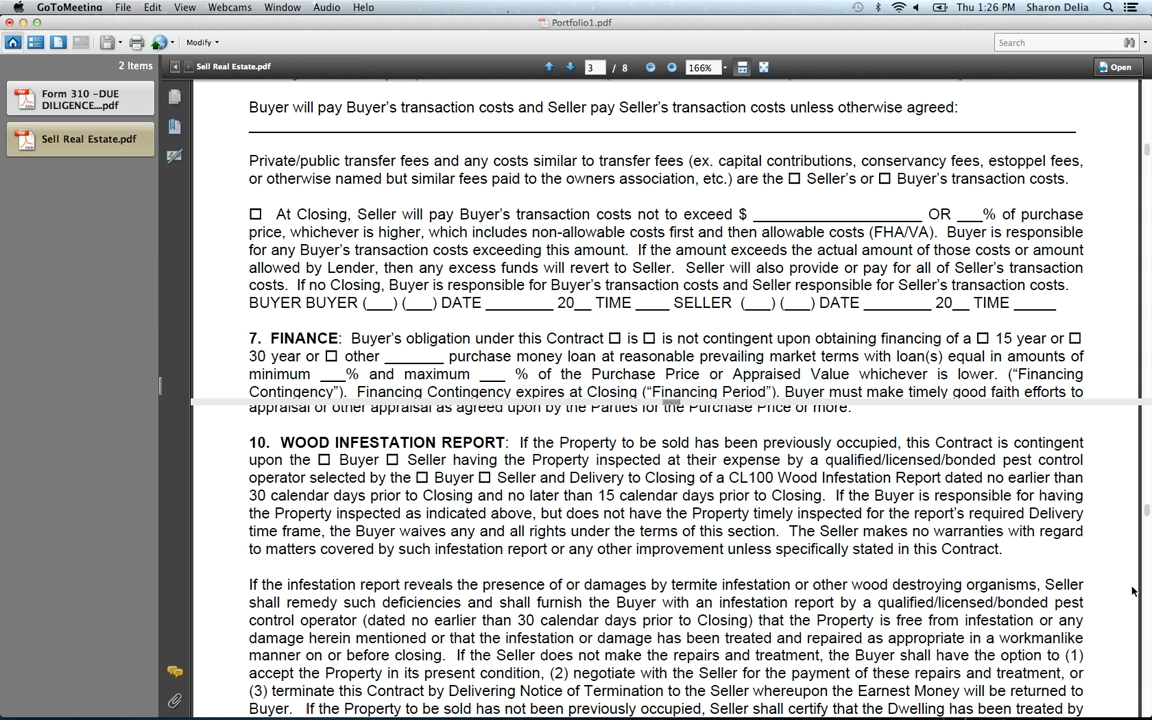 GoToMeeting File Edit View Webcams Window Audio Help Thu 1:26 PM Sharon Delia
Portfolio1.pdf
Modify Search
2 Items Sell Real Estate.pdf 3 / 8 166% Open
Form 310 -DUE
DILIGENCE....pdf
Sell Real Estate.pdf
Buyer will pay Buyer's transaction costs and Seller pay Seller's transaction costs unless otherwise agreed:
Private/public transfer fees and any costs similar to transfer fees (ex. capital contributions, conservancy fees, estoppel fees,
or otherwise named but similar fees paid to the owners association, etc.) are the ☐ Seller's or ☐ Buyer's transaction costs.
☐ At Closing, Seller will pay Buyer's transaction costs not to exceed $ ____________________ OR ___% of purchase
price, whichever is higher, which includes non-allowable costs first and then allowable costs (FHA/VA). Buyer is responsible
for any Buyer's transaction costs exceeding this amount. If the amount exceeds the actual amount of those costs or amount
allowed by Lender, then any excess funds will revert to Seller. Seller will also provide or pay for all of Seller's transaction
costs. If no Closing, Buyer is responsible for Buyer's transaction costs and Seller responsible for Seller's transaction costs.
BUYER BUYER (___) (___) DATE ________ 20__ TIME ____ SELLER (___) (___) DATE ________ 20__ TIME _____
7. FINANCE: Buyer's obligation under this Contract ☐ is ☐ is not contingent upon obtaining financing of a ☐ 15 year or ☐
30 year or ☐ other _______ purchase money loan at reasonable prevailing market terms with loan(s) equal in amounts of
minimum ___% and maximum ___ % of the Purchase Price or Appraised Value whichever is lower. ("Financing
Contingency"). Financing Contingency expires at Closing ("Financing Period"). Buyer must make timely good faith efforts to
appraisal or other appraisal as agreed upon by the Parties for the Purchase Price or more.
10. WOOD INFESTATION REPORT: If the Property to be sold has been previously occupied, this Contract is contingent
upon the ☐ Buyer ☐ Seller having the Property inspected at their expense by a qualified/licensed/bonded pest control
operator selected by the ☐ Buyer ☐ Seller and Delivery to Closing of a CL100 Wood Infestation Report dated no earlier than
30 calendar days prior to Closing and no later than 15 calendar days prior to Closing. If the Buyer is responsible for having
the Property inspected as indicated above, but does not have the Property timely inspected for the report's required Delivery
time frame, the Buyer waives any and all rights under the terms of this section. The Seller makes no warranties with regard
to matters covered by such infestation report or any other improvement unless specifically stated in this Contract.
If the infestation report reveals the presence of or damages by termite infestation or other wood destroying organisms, Seller
shall remedy such deficiencies and shall furnish the Buyer with an infestation report by a qualified/licensed/bonded pest
control operator (dated no earlier than 30 calendar days prior to Closing) that the Property is free from infestation or any
damage herein mentioned or that the infestation or damage has been treated and repaired as appropriate in a workmanlike
manner on or before closing. If the Seller does not make the repairs and treatment, the Buyer shall have the option to (1)
accept the Property in its present condition, (2) negotiate with the Seller for the payment of these repairs and treatment, or
(3) terminate this Contract by Delivering Notice of Termination to the Seller whereupon the Earnest Money will be returned to
Buyer. If the Property to be sold has not been previously occupied, Seller shall certify that the Dwelling has been treated by